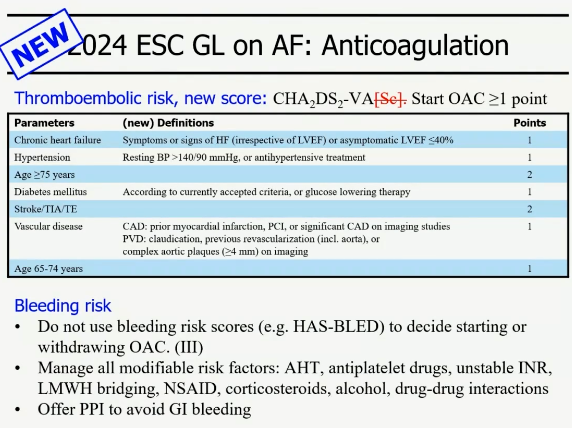 NEW
2024 ESC GL on AF: Anticoagulation
Thromboembolic risk, new score: CHA2DS2-VA[Sc]. Start OAC ≥1 point
Parameters (new) Definitions Points
Chronic heart failure Symptoms or signs of HF (irrespective of LVEF) or asymptomatic LVEF ≤40% 1
Hypertension Resting BP >140/90 mmHg, or antihypertensive treatment 1
Age ≥75 years 2
Diabetes mellitus According to currently accepted criteria, or glucose lowering therapy 1
Stroke/TIA/TE 2
Vascular disease CAD: prior myocardial infarction, PCI, or significant CAD on imaging studies 1
PVD: claudication, previous revascularization (incl. aorta), or
complex aortic plaques (≥4 mm) on imaging
Age 65-74 years 1
Bleeding risk
• Do not use bleeding risk scores (e.g. HAS-BLED) to decide starting or
withdrawing OAC. (III)
• Manage all modifiable risk factors: AHT, antiplatelet drugs, unstable INR,
LMWH bridging, NSAID, corticosteroids, alcohol, drug-drug interactions
• Offer PPI to avoid GI bleeding